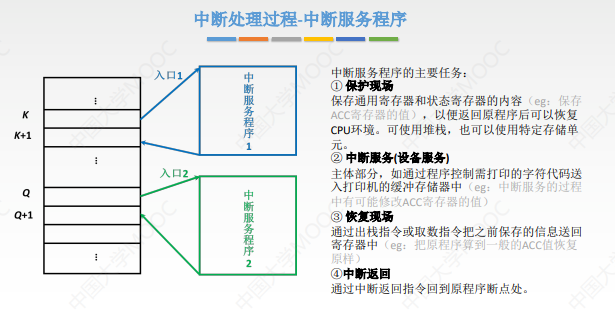 中断处理过程-中断服务程序
入口1
中断服务程序1
K
K+1
入口2
中断服务程序2
Q
Q+1
中断服务程序的主要任务：
① 保护现场
保存通用寄存器和状态寄存器的内容（eg：保存
ACC寄存器的值），以便返回原程序后可以恢复
CPU环境。可使用堆栈，也可以使用特定存储单
元。
② 中断服务(设备服务)
主体部分，如通过程序控制需打印的字符代码送
入打印机的缓冲存储器中（eg：中断服务的过程
中有可能修改ACC寄存器的值）
③ 恢复现场
通过出栈指令或取数指令把之前保存的信息送回
寄存器中（eg：把原程序算到一般的ACC值恢复
原样）
④中断返回
通过中断返回指令回到原程序断点处。
中国大学MOOC